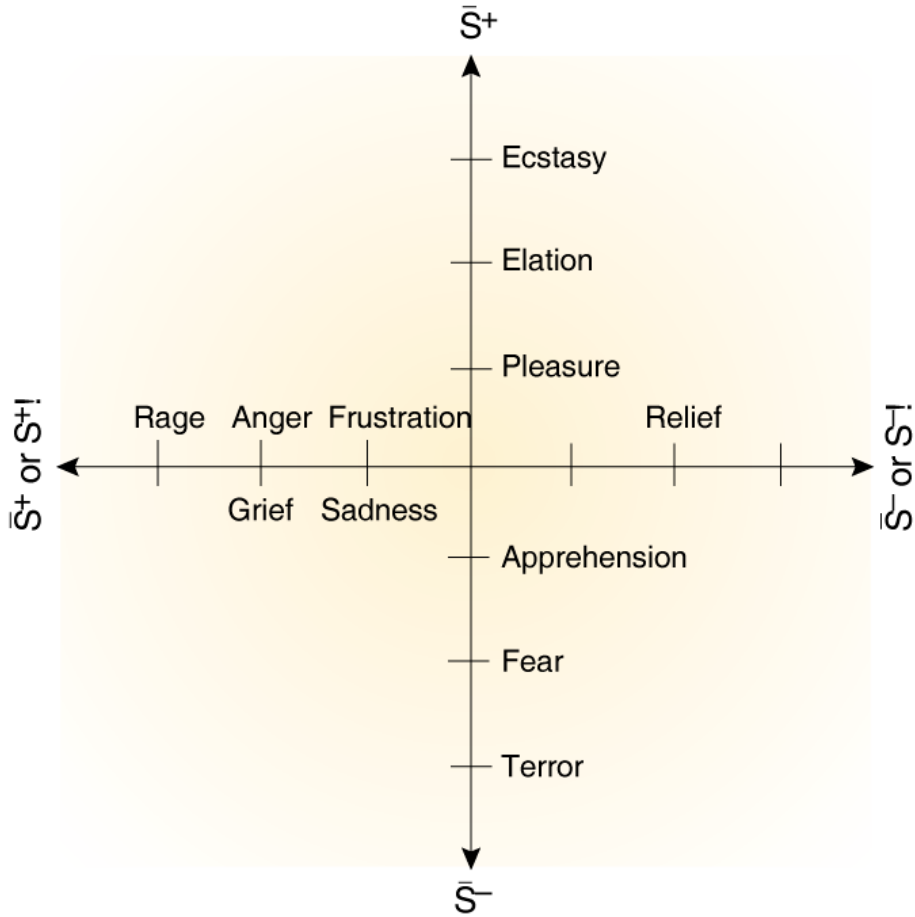 S̄⁺
Ecstasy
Elation
Pleasure
Rage Anger Frustration Relief
S̄⁺ or S⁺!
S̄⁻ or S⁻!
Grief Sadness
Apprehension
Fear
Terror
S̄⁻